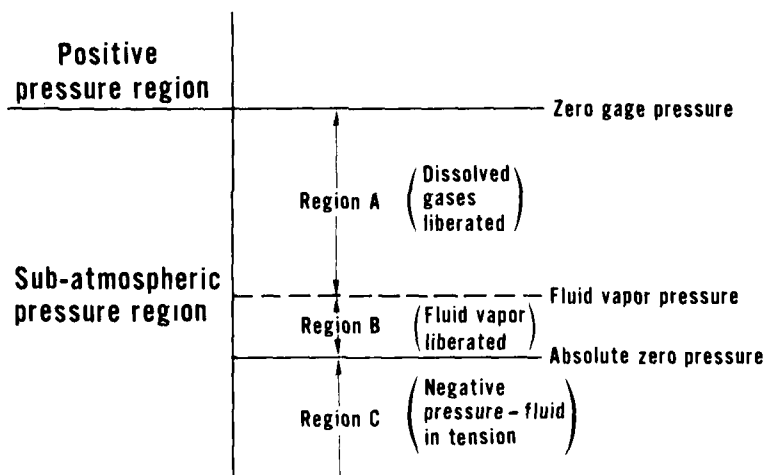 Positive
pressure region
Zero gage pressure
Region A
(Dissolved
gases
liberated)
Sub-atmospheric
pressure region
Fluid vapor pressure
Region B
(Fluid vapor
liberated)
Absolute zero pressure
Region C
(Negative
pressure – fluid
in tension)